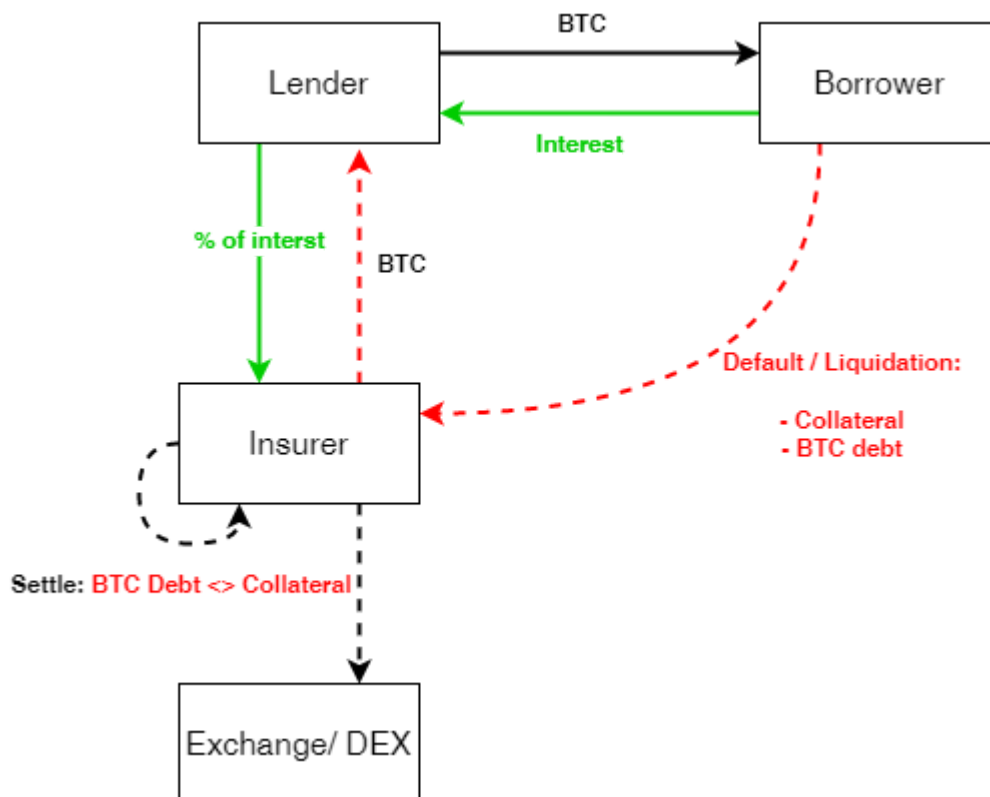 BTC
Lender
Borrower
Interest
% of interst
BTC
Default / Liquidation:
- Collateral
- BTC debt
Insurer
Settle: BTC Debt <> Collateral
Exchange/ DEX